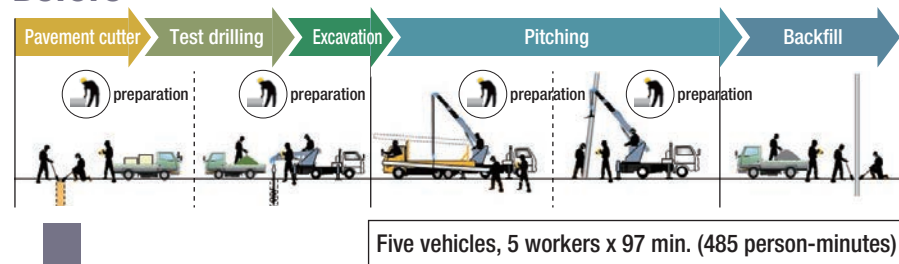 Pavement cutter
Test drilling
Excavation
Pitching
Backfill
preparation
preparation
preparation
preparation
Five vehicles, 5 workers x 97 min. (485 person-minutes)